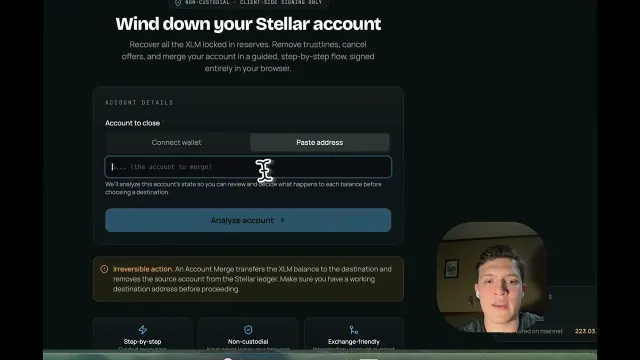 NON-CUSTODIAL · CLIENT-SIDE SIGNING ONLY
Wind down your Stellar account
Recover all the XLM locked in reserves. Remove trustlines, cancel
offers, and merge your account in a guided, step-by-step flow, signed
entirely in your browser.
ACCOUNT DETAILS
Account to close
Connect wallet
Paste address
... (the account to merge)
We'll analyze this account's state so you can review and decide what happens to each balance before
choosing a destination.
Analyze account →
Irreversible action. An Account Merge transfers the XLM balance to the destination and
removes the source account from the Stellar ledger. Make sure you have a working
destination address before proceeding.
Step-by-step
Non-custodial
Exchange-friendly
on mainnet
223.03